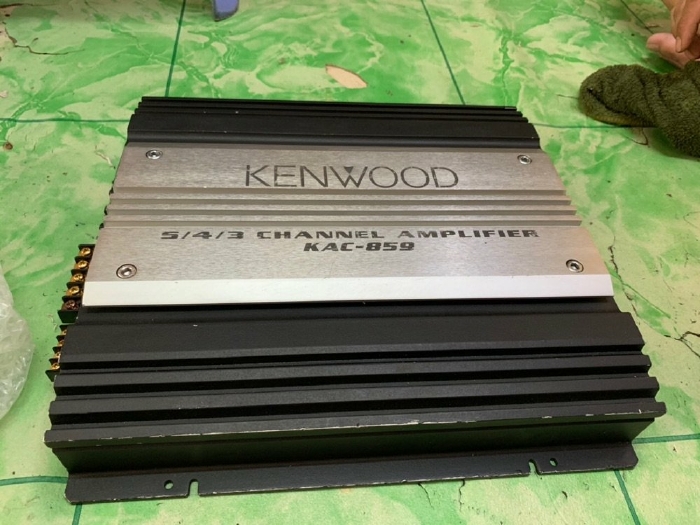 KENWOOD
5/4/3 CHANNEL AMPLIFIER
KAC-859